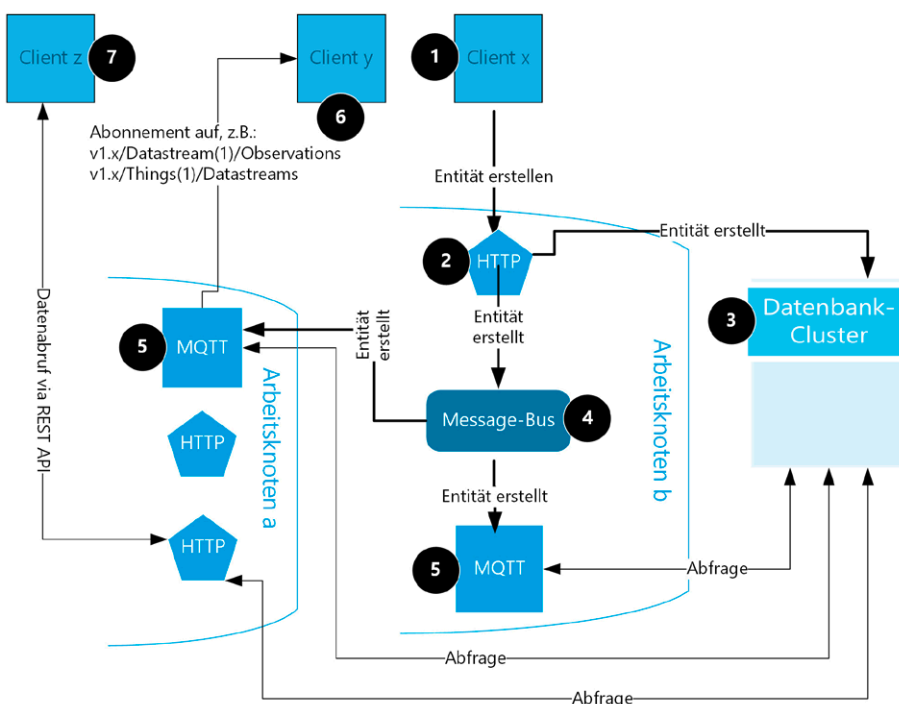 Client z
7
Client y
6
1
Client x
Abonnement auf, z.B.:
v1.x/Datastream(1)/Observations
v1.x/Things(1)/Datastreams
Entität erstellen
2
HTTP
Entität erstellt
Entität
erstellt
3
Datenbank-
Cluster
Datenabruf via REST API
5
MQTT
Entität
erstellt
Message-Bus
4
Arbeitsknoten a
HTTP
Arbeitsknoten b
Entität erstellt
HTTP
5
MQTT
Abfrage
Abfrage
Abfrage